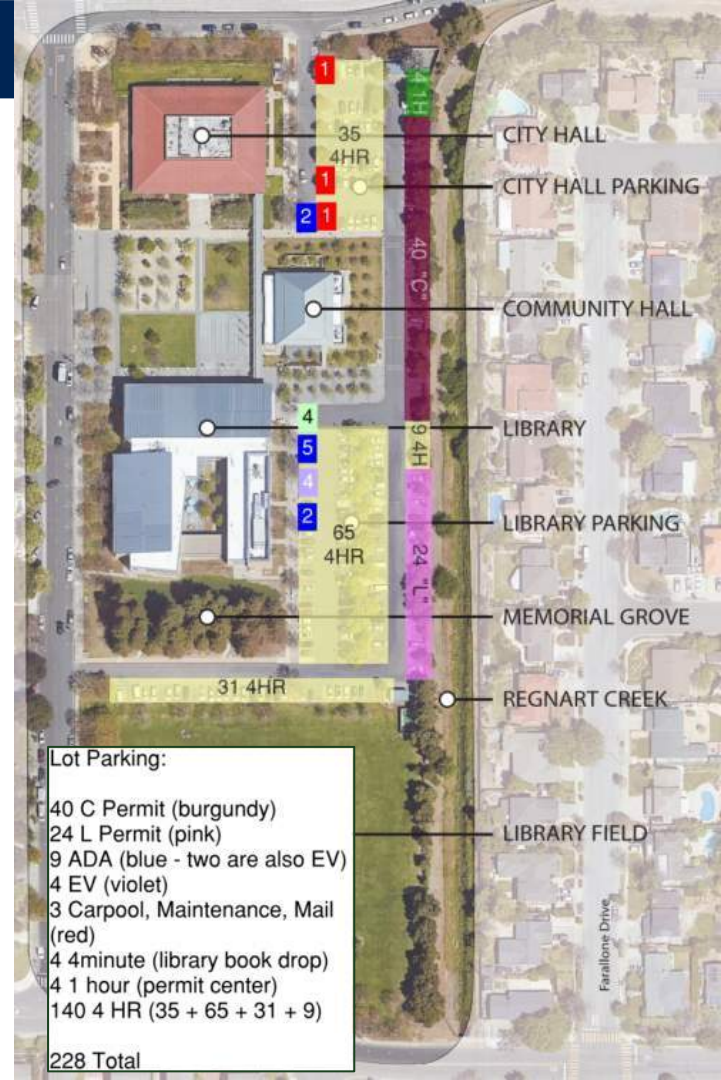 1
4 1H
35
4HR
CITY HALL
1
CITY HALL PARKING
2
1
40 "C"
COMMUNITY HALL
4
9 4H
LIBRARY
5
4
2
65
4HR
LIBRARY PARKING
24 "L"
MEMORIAL GROVE
31 4HR
REGNART CREEK
Lot Parking:
40 C Permit (burgundy)
24 L Permit (pink)
9 ADA (blue - two are also EV)
4 EV (violet)
3 Carpool, Maintenance, Mail
(red)
4 4minute (library book drop)
4 1 hour (permit center)
140 4 HR (35 + 65 + 31 + 9)
228 Total
LIBRARY FIELD
Farallone Drive